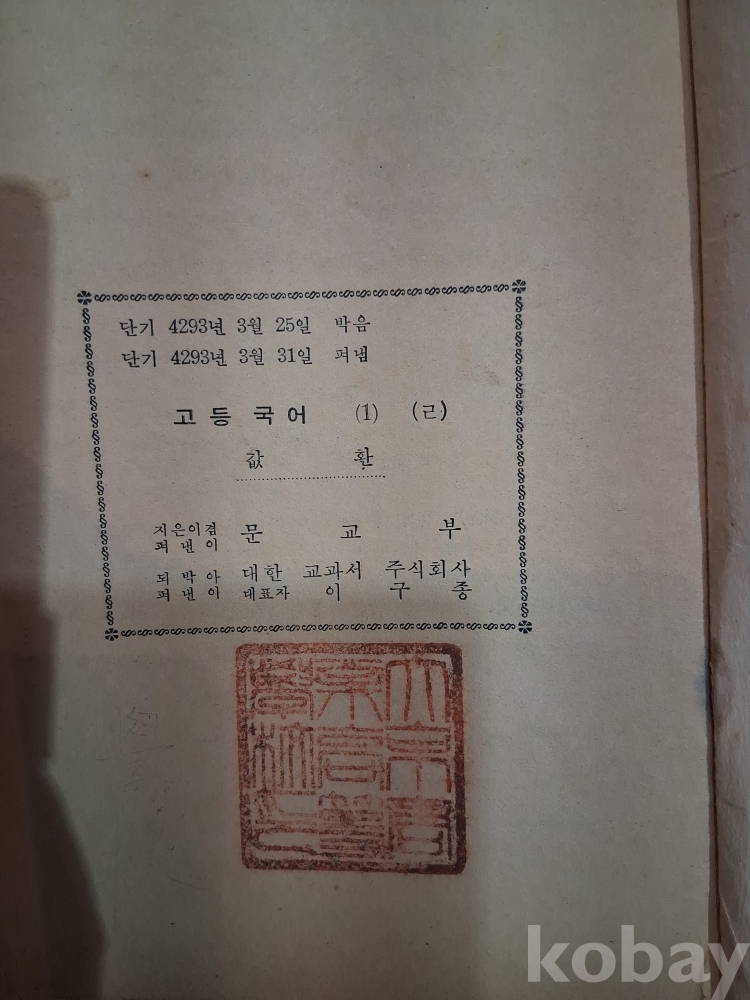 단기 4293년 3월 25일 박음
단기 4293년 3월 31일 펴냄
고등국어 (1) (ㄹ)
값 환
지은이겸
펴낸이 문교부
되박아
펴낸이 대한 교과서 주식회사
대표자 이구종
kobay